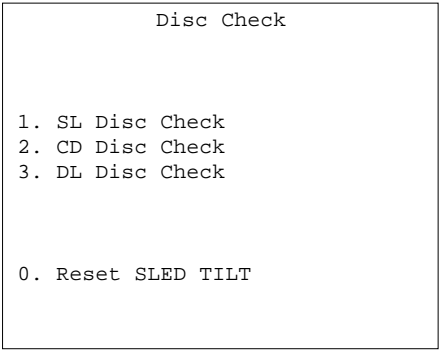 Disc Check
1. SL Disc Check
2. CD Disc Check
3. DL Disc Check
0. Reset SLED TILT